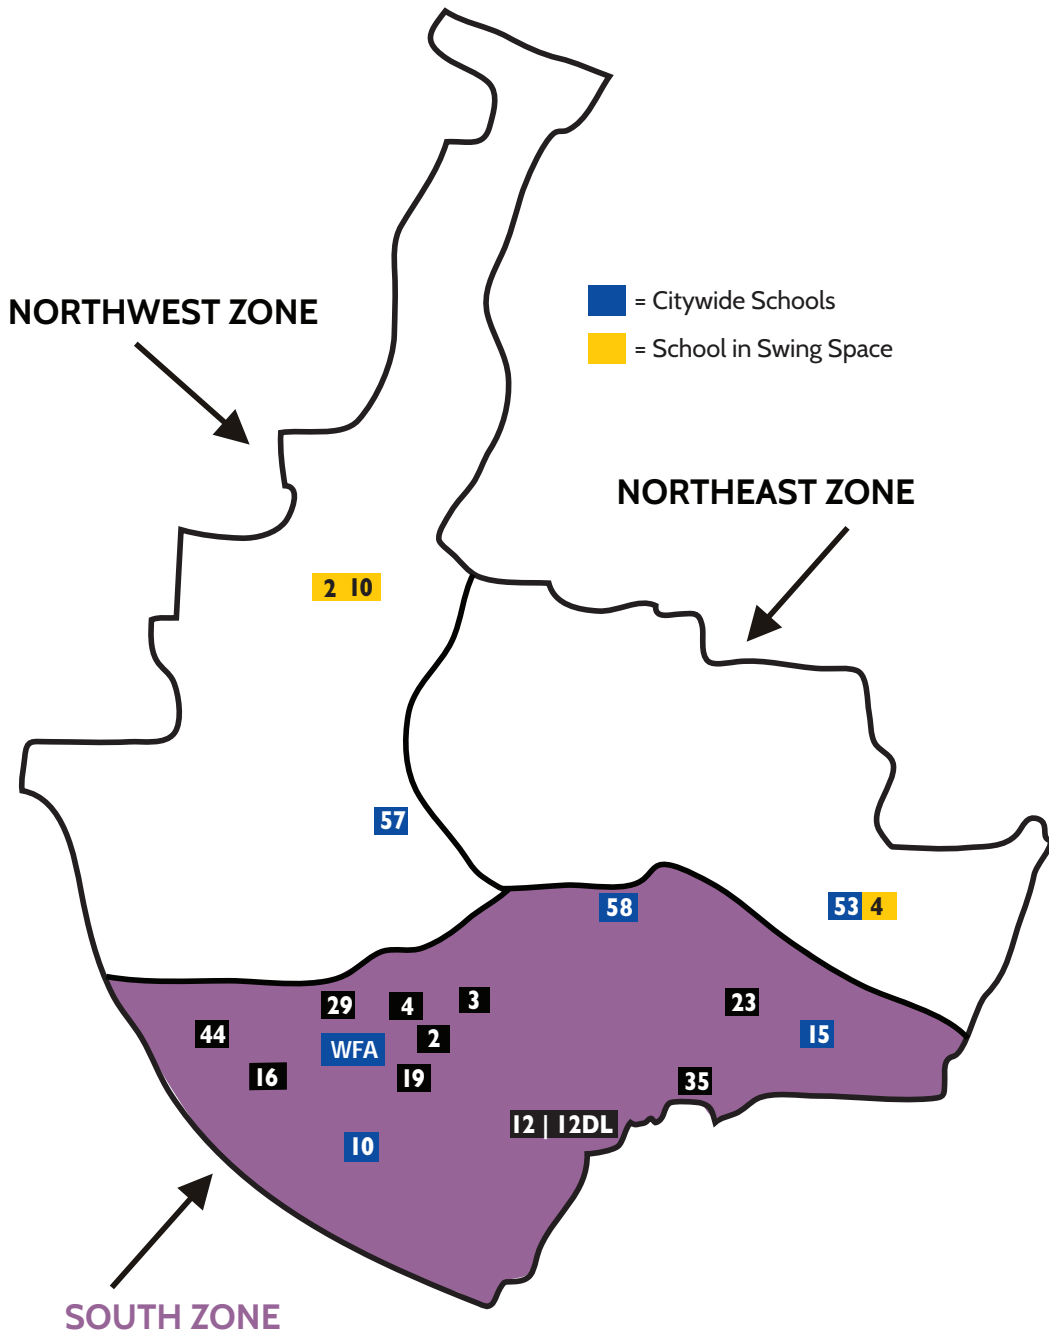 = Citywide Schools
NORTHWEST ZONE
= School in Swing Space
NORTHEAST ZONE
2 10
57
58
53 4
29
4
3
23
44
WFA
2
15
16
19
35
12 | 12DL
10
SOUTH ZONE